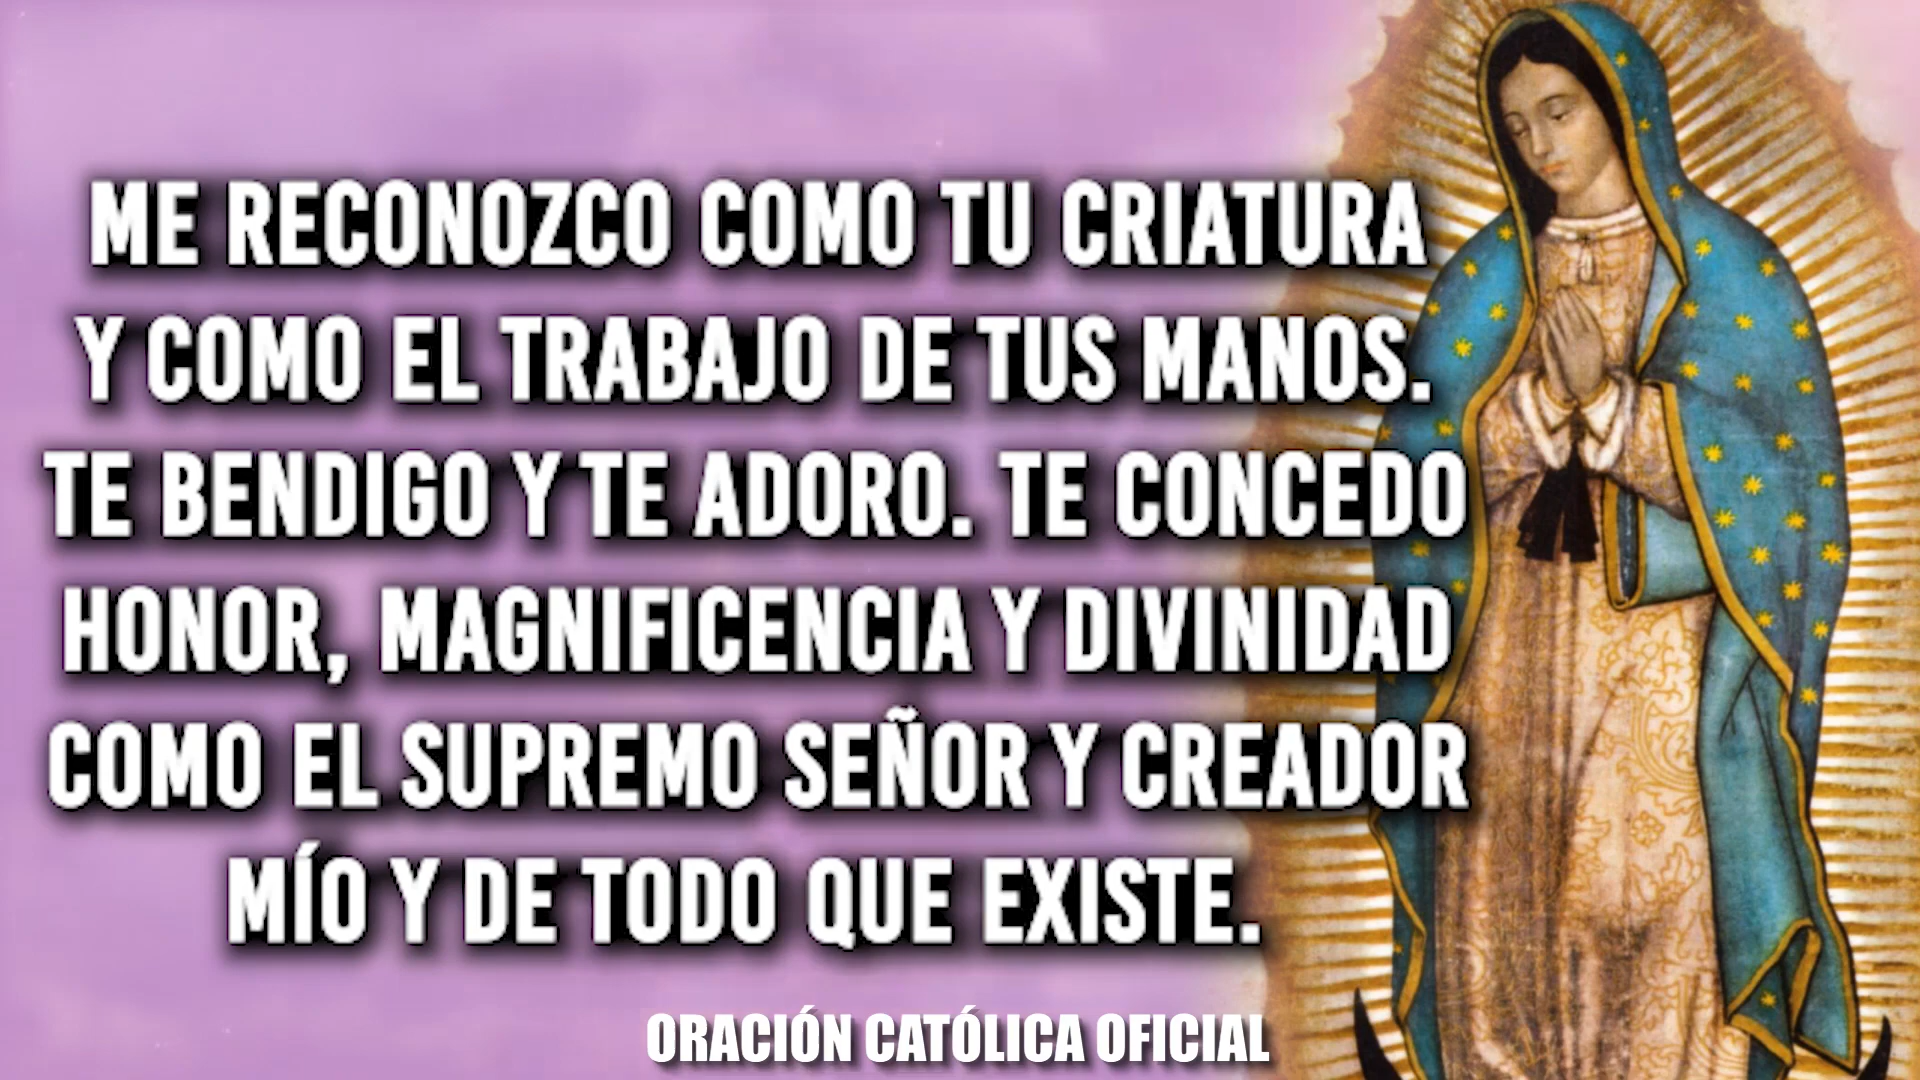 ME RECONOZCO COMO TU CRIATURA
Y COMO EL TRABAJO DE TUS MANOS.
TE BENDIGO Y TE ADORO. TE CONCEDO
HONOR, MAGNIFICENCIA Y DIVINIDAD
COMO EL SUPREMO SEÑOR Y CREADOR
MÍO Y DE TODO QUE EXISTE.
ORACIÓN CATÓLICA OFICIAL